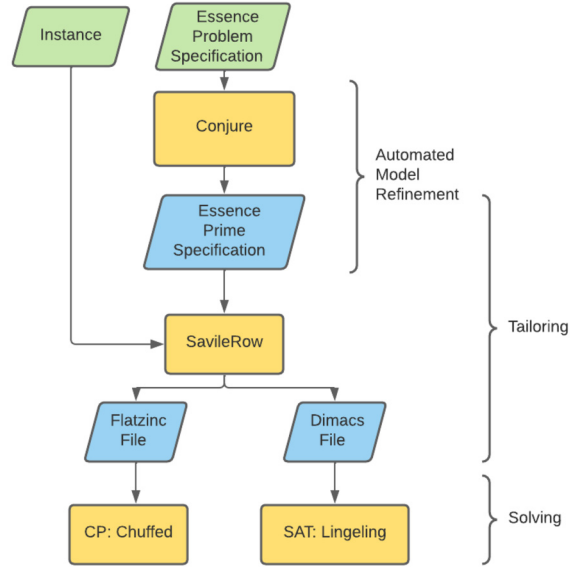 Instance
Essence
Problem
Specification
Conjure
Automated
Model
Refinement
Essence
Prime
Specification
Tailoring
SavileRow
Flatzinc
File
Dimacs
File
CP: Chuffed
SAT: Lingeling
Solving